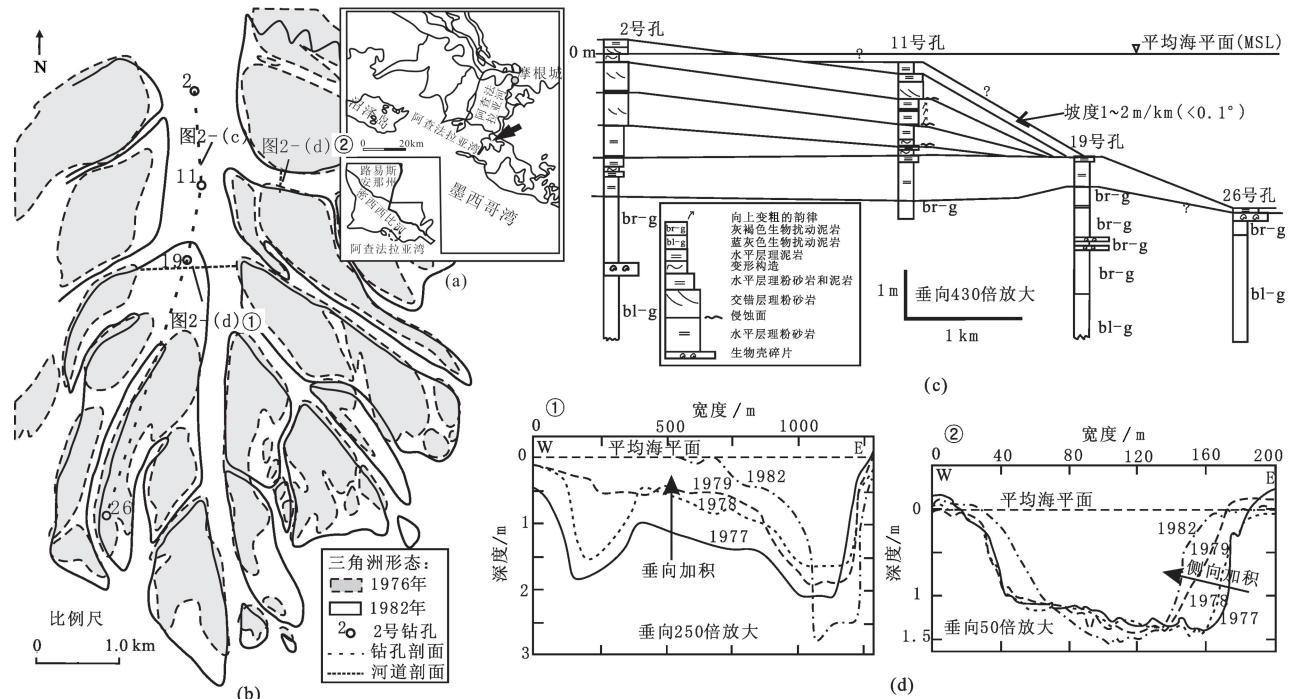 N
2
图2-(c)
图2-(d)②
11
19
图2-(d)①
26
摩根城
沼泽岛
阿查法拉亚河
阿查法拉亚湾
0 20km
墨西哥湾
路易斯
安那州
密西西比河
阿查法拉亚湾
(a)
比例尺
0 1.0 km
三角洲形态:
1976年
1982年
2 2号钻孔
钻孔剖面
河道剖面
(b)
2号孔
11号孔
0 m
平均海平面(MSL)
?
?
坡度1~2 m/km(<0.1°)
19号孔
26号孔
?
br-g
br-g
br-g
br-g
br-g
br-g
br-g
bl-g
bl-g
bl-g
向上变粗的韵律
br-g 灰褐色生物扰动泥岩
bl-g 蓝灰色生物扰动泥岩
水平层理泥岩
变形构造
水平层理粉砂岩和泥岩
交错层理粉砂岩
侵蚀面
水平层理粉砂岩
生物壳碎片
1 m
垂向430倍放大
1 km
(c)
①
宽度/m
0 500 1000
W
平均海平面
E
0
1
2
3
深度/m
1982
1979
1978
1977
垂向加积
垂向250倍放大
②
宽度/m
0 40 80 120 160 200
W
E
平均海平面
0
1
1.5
深度/m
1982
1979
侧向加积
1978
1977
垂向50倍放大
(d)